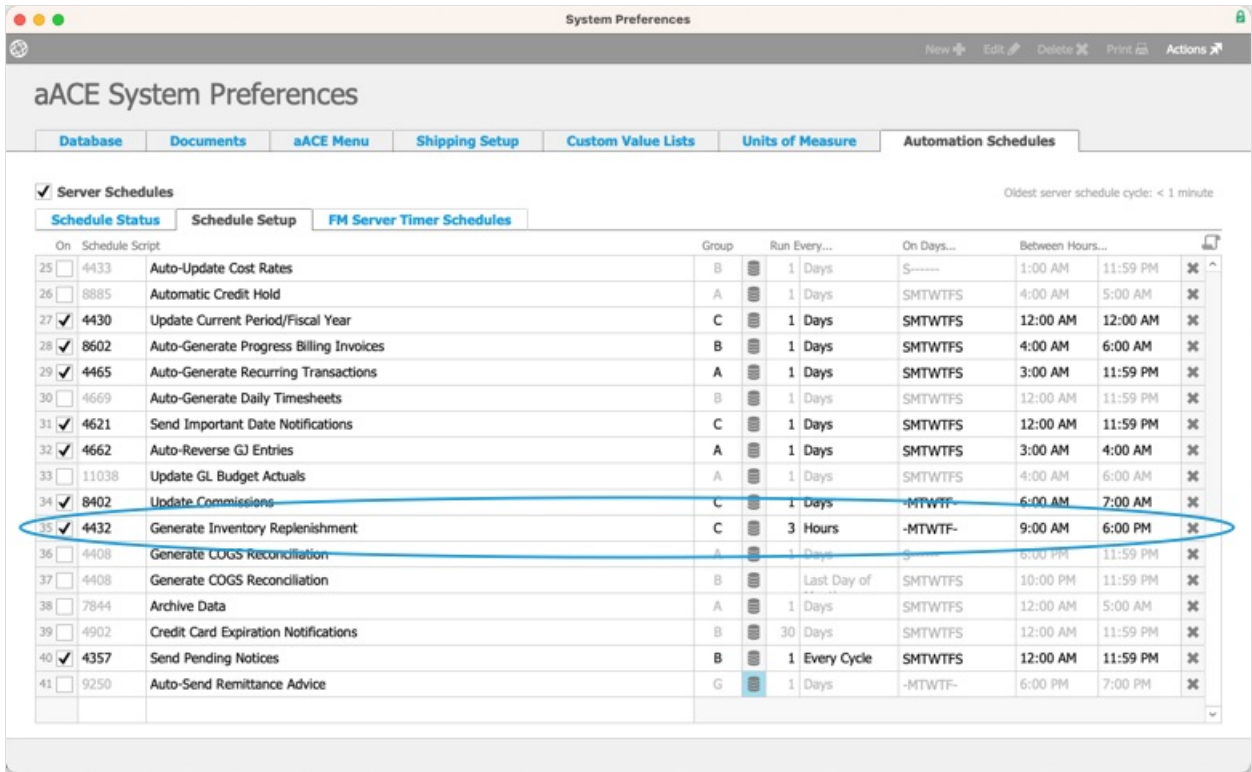 System Preferences
New Edit Delete Print Actions
aACE System Preferences
Database Documents aACE Menu Shipping Setup Custom Value Lists Units of Measure Automation Schedules
Server Schedules Oldest server schedule cycle: < 1 minute
Schedule Status Schedule Setup FM Server Timer Schedules
On Schedule Script Group Run Every... On Days... Between Hours...
25 4433 Auto-Update Cost Rates B 1 Days S------ 1:00 AM 11:59 PM
26 8885 Automatic Credit Hold A 1 Days SMTWTFS 4:00 AM 5:00 AM
27 4430 Update Current Period/Fiscal Year C 1 Days SMTWTFS 12:00 AM 12:00 AM
28 8602 Auto-Generate Progress Billing Invoices B 1 Days SMTWTFS 4:00 AM 6:00 AM
29 4465 Auto-Generate Recurring Transactions A 1 Days SMTWTFS 3:00 AM 11:59 PM
30 4669 Auto-Generate Daily Timesheets B 1 Days SMTWTFS 12:00 AM 11:59 PM
31 4621 Send Important Date Notifications C 1 Days SMTWTFS 12:00 AM 11:59 PM
32 4662 Auto-Reverse GJ Entries A 1 Days SMTWTFS 3:00 AM 4:00 AM
33 11038 Update GL Budget Actuals A 1 Days SMTWTFS 4:00 AM 6:00 AM
34 8402 Update Commissions C 1 Days -MTWTF- 6:00 AM 7:00 AM
35 4432 Generate Inventory Replenishment C 3 Hours -MTWTF- 9:00 AM 6:00 PM
36 4408 Generate COGS Reconciliation A 1 Days S------ 6:00 PM 11:59 PM
37 4408 Generate COGS Reconciliation B Last Day of SMTWTFS 10:00 PM 11:59 PM
38 7844 Archive Data A 1 Days SMTWTFS 12:00 AM 5:00 AM
39 4902 Credit Card Expiration Notifications B 30 Days SMTWTFS 12:00 AM 11:59 PM
40 4357 Send Pending Notices B 1 Every Cycle SMTWTFS 12:00 AM 11:59 PM
41 9250 Auto-Send Remittance Advice G 1 Days -MTWTF- 6:00 PM 7:00 PM